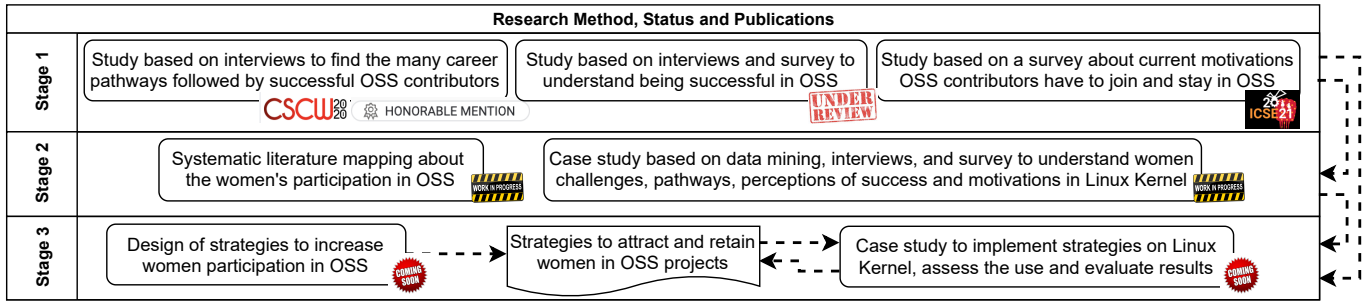 Research Method, Status and Publications
Stage 1
Study based on interviews to find the many career
pathways followed by successful OSS contributors
CSCW 20
20
HONORABLE MENTION
Study based on interviews and survey to
understand being successful in OSS
UNDER
REVIEW
Study based on a survey about current motivations
OSS contributors have to join and stay in OSS
20
ICSE 21
Stage 2
Systematic literature mapping about
the women's participation in OSS
WORK IN PROGRESS
Case study based on data mining, interviews, and survey to understand women
challenges, pathways, perceptions of success and motivations in Linux Kernel
WORK IN PROGRESS
Stage 3
Design of strategies to increase
women participation in OSS
COMING
SOON
Strategies to attract and retain
women in OSS projects
Case study to implement strategies on Linux
Kernel, assess the use and evaluate results
COMING
SOON